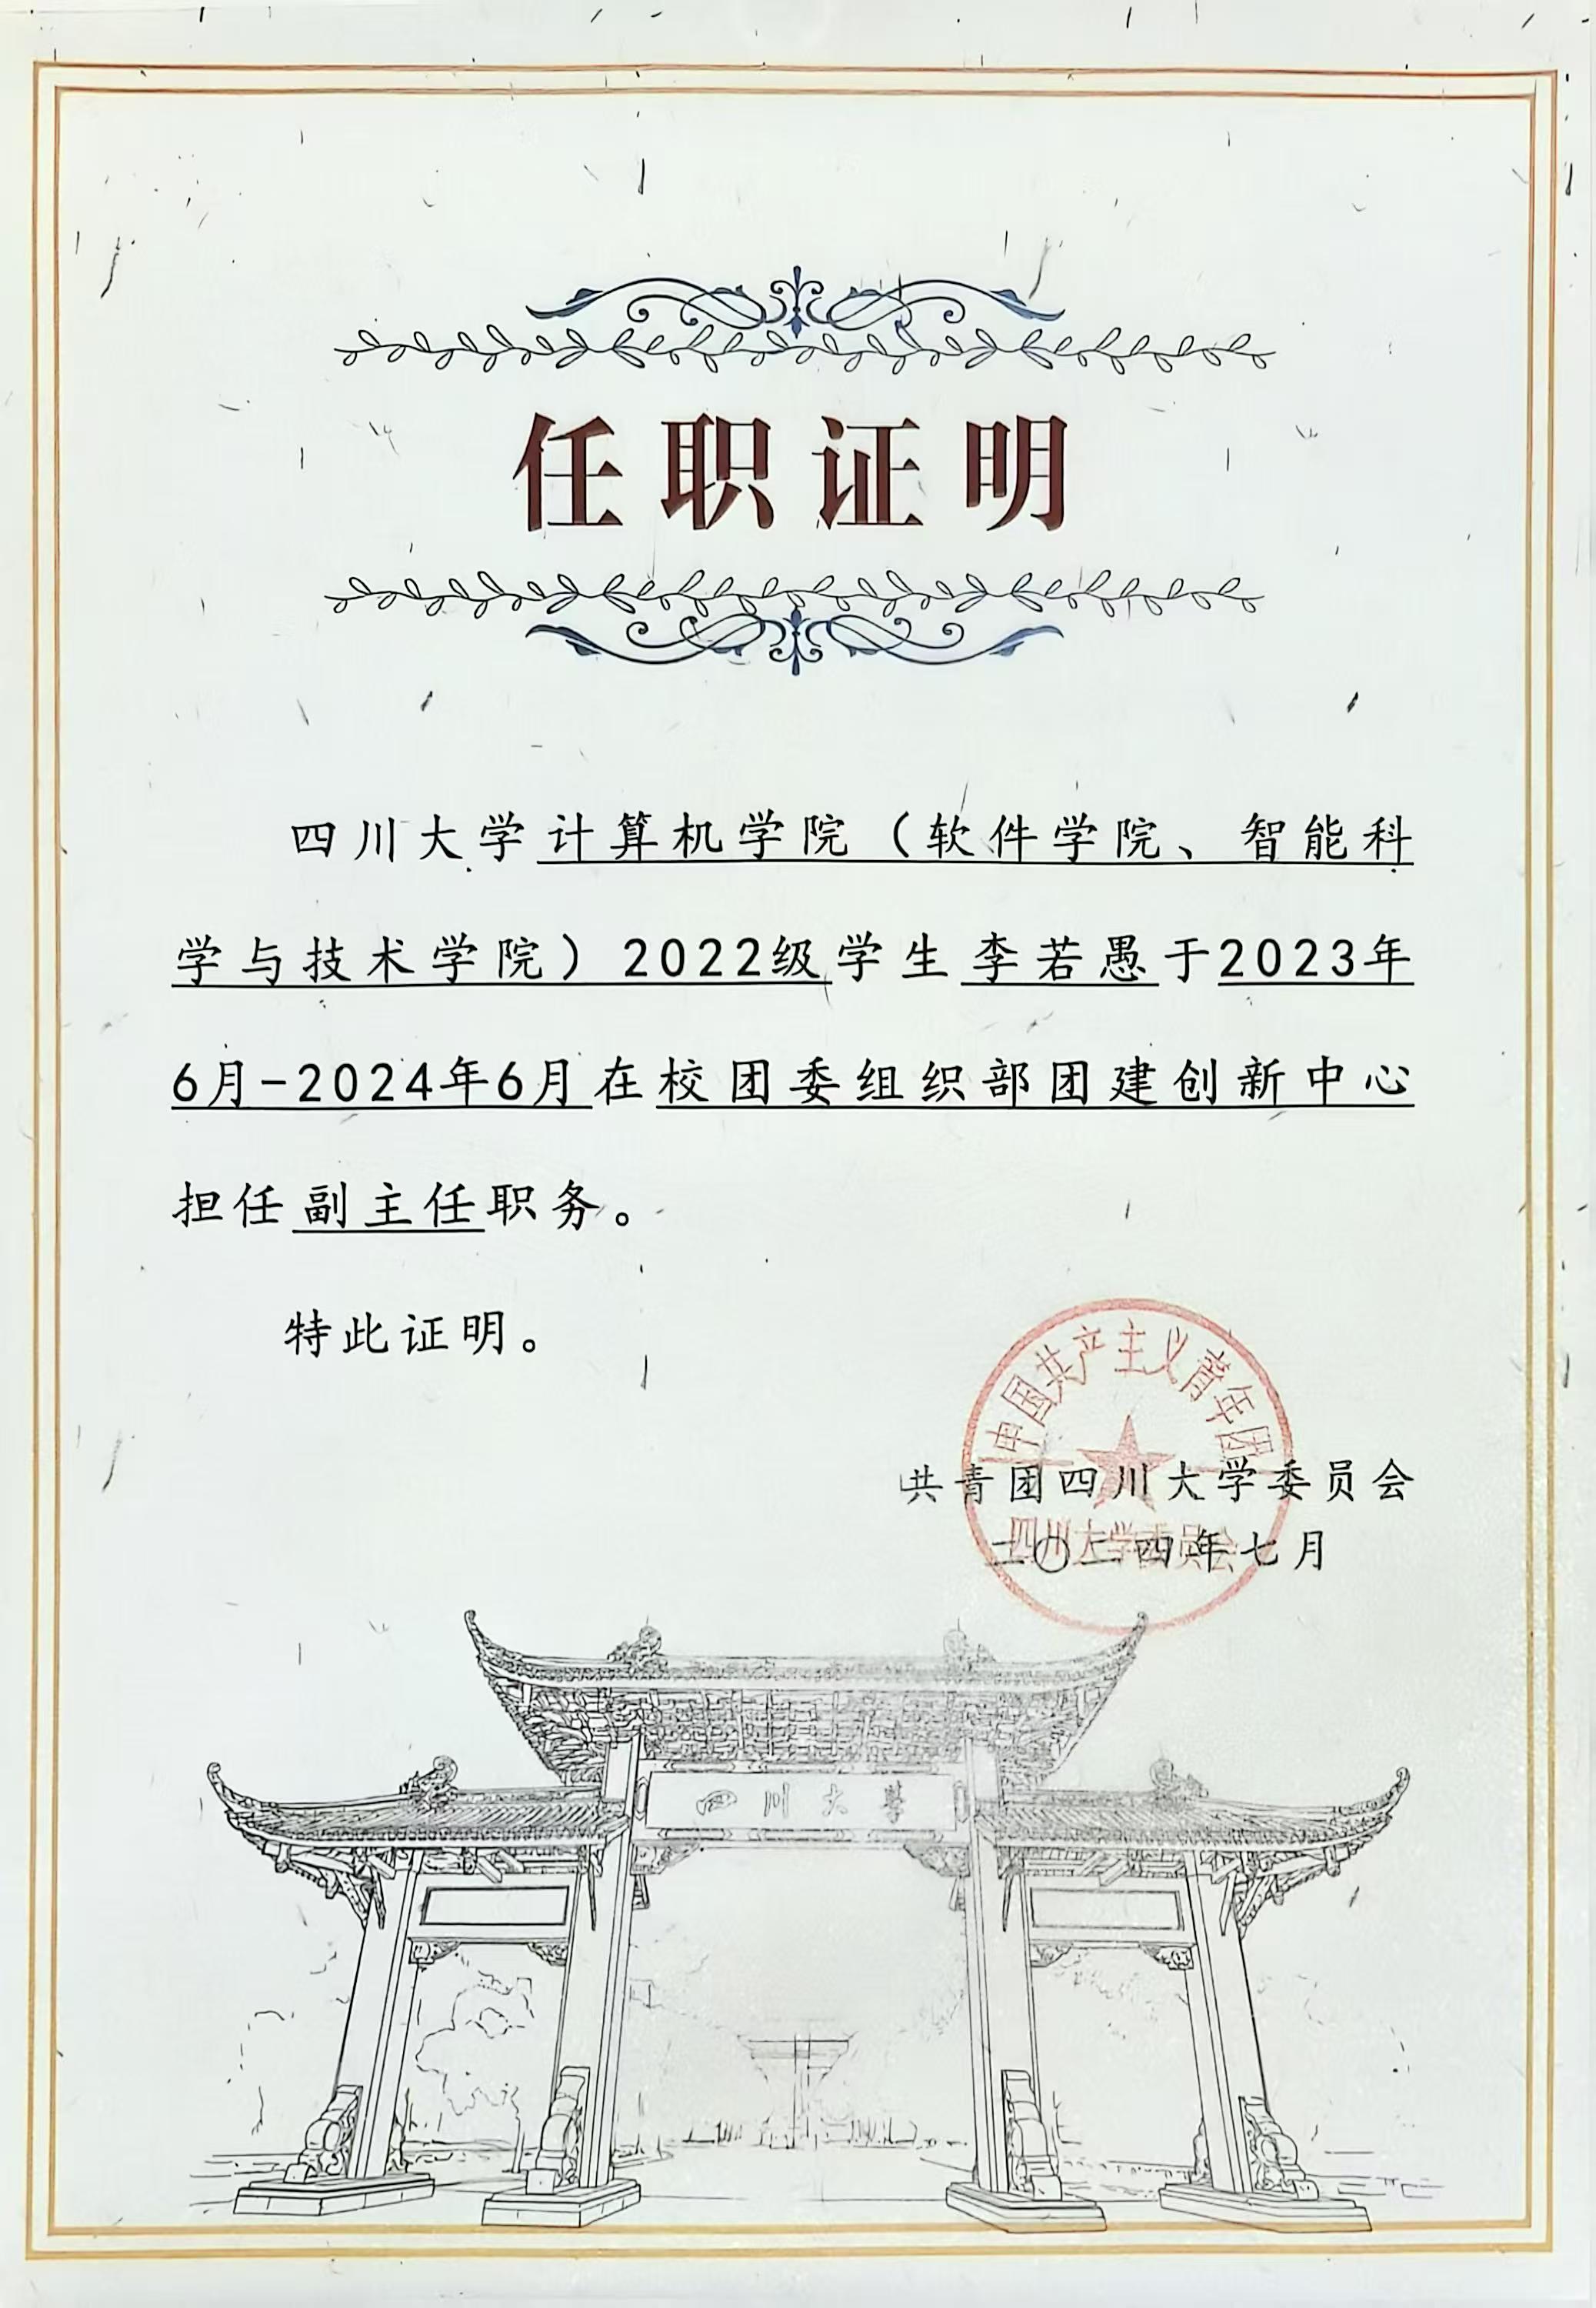 任职证明
四川大学计算机学院（软件学院、智能科
学与技术学院）2022级学生李若愚于2023年
6月-2024年6月在校团委组织部团建创新中心
担任副主任职务。
特此证明。
中国共产主义青年团
共青团四川大学委员会
四川大学委员会
二〇二四年七月
四川大学